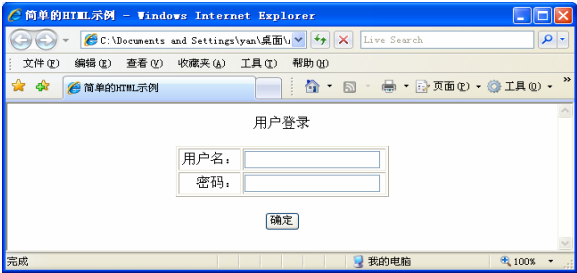 简单的HTML示例 - Windows Internet Explorer
C:\Documents and Settings\yan\桌面\ Live Search
文件(F) 编辑(E) 查看(V) 收藏夹(A) 工具(T) 帮助(H)
简单的HTML示例 页面(P) 工具(O) »
用户登录
用户名：
密码：
确定
完成 我的电脑 100%